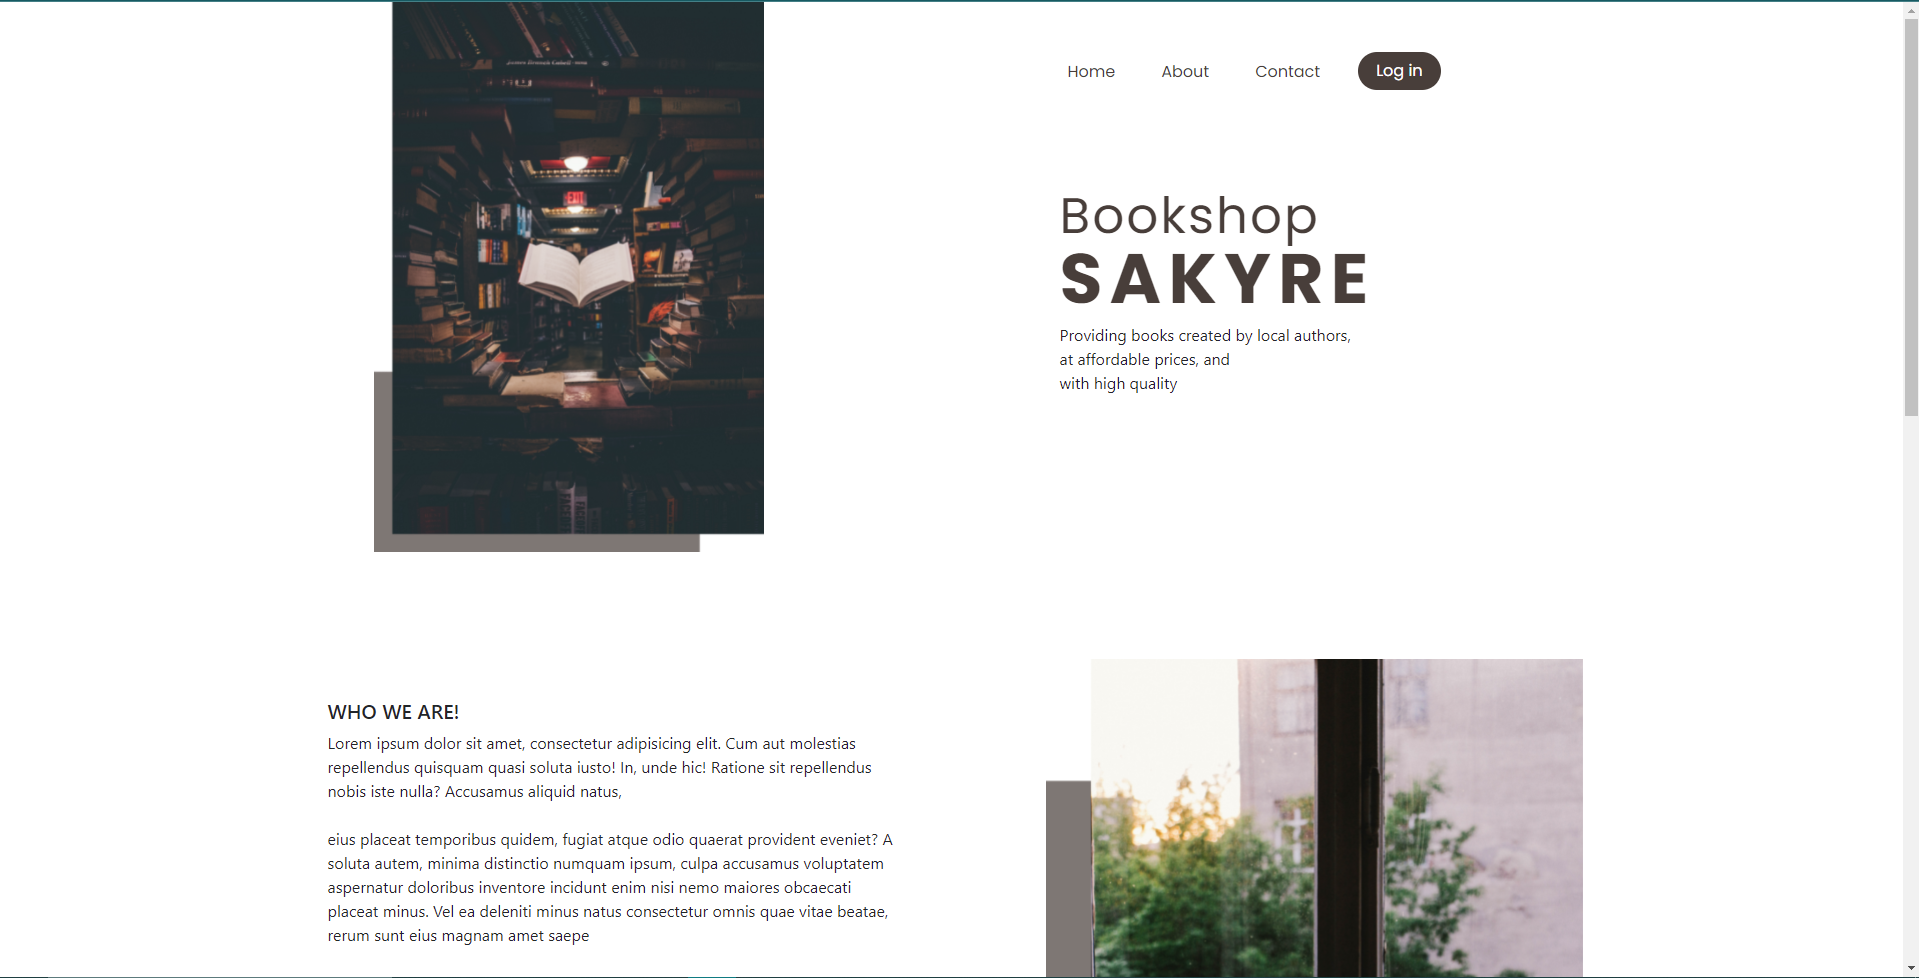 Home About Contact Log in
EXIT
Bookshop
SAKYRE
Providing books created by local authors,
at affordable prices, and
with high quality
WHO WE ARE!
Lorem ipsum dolor sit amet, consectetur adipisicing elit. Cum aut molestias
repellendus quisquam quasi soluta iusto! In, unde hic! Ratione sit repellendus
nobis iste nulla? Accusamus aliquid natus,
eius placeat temporibus quidem, fugiat atque odio quaerat provident eveniet? A
soluta autem, minima distinctio numquam ipsum, culpa accusamus voluptatem
aspernatur doloribus inventore incidunt enim nisi nemo maiores obcaecati
placeat minus. Vel ea deleniti minus natus consectetur omnis quae vitae beatae,
rerum sunt eius magnam amet saepe